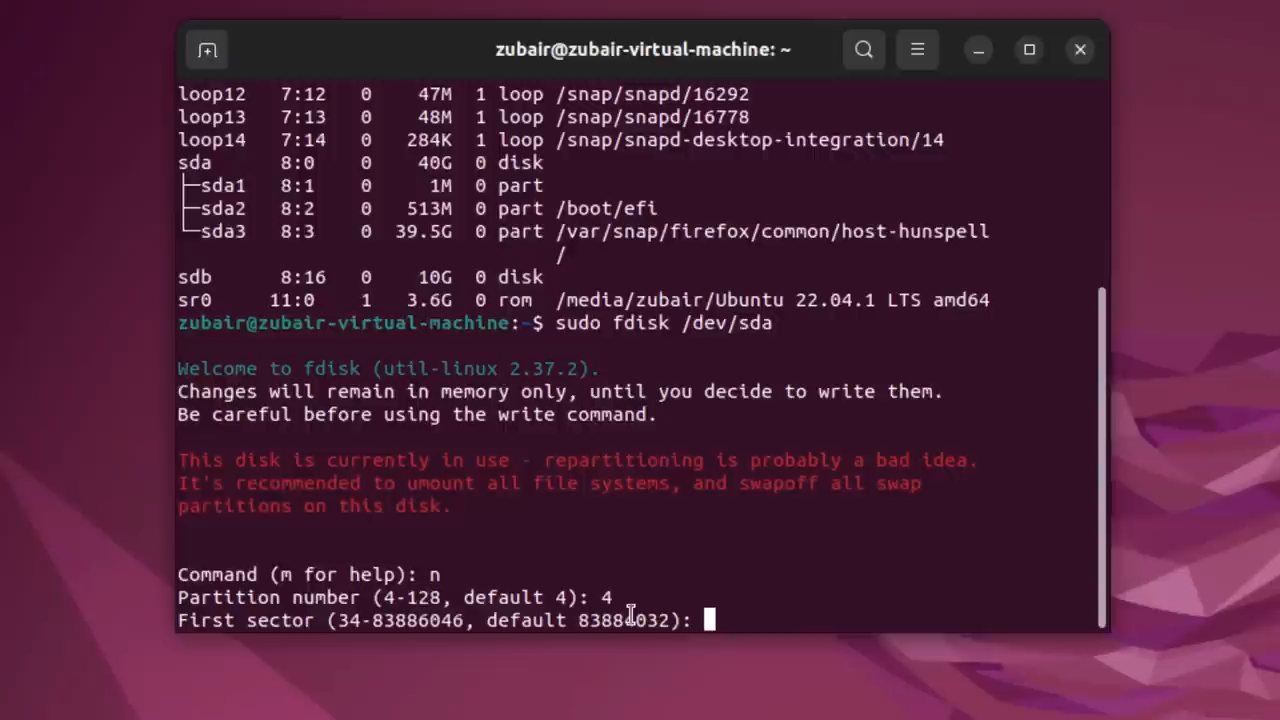 zubair@zubair-virtual-machine: ~
loop12 7:12 0 47M 1 loop /snap/snapd/16292
loop13 7:13 0 48M 1 loop /snap/snapd/16778
loop14 7:14 0 284K 1 loop /snap/snapd-desktop-integration/14
sda 8:0 0 40G 0 disk
├─sda1 8:1 0 1M 0 part
├─sda2 8:2 0 513M 0 part /boot/efi
└─sda3 8:3 0 39.5G 0 part /var/snap/firefox/common/host-hunspell
/
sdb 8:16 0 10G 0 disk
sr0 11:0 1 3.6G 0 rom /media/zubair/Ubuntu 22.04.1 LTS amd64
zubair@zubair-virtual-machine:~$ sudo fdisk /dev/sda
Welcome to fdisk (util-linux 2.37.2).
Changes will remain in memory only, until you decide to write them.
Be careful before using the write command.
This disk is currently in use - repartitioning is probably a bad idea.
It's recommended to umount all file systems, and swapoff all swap
partitions on this disk.
Command (m for help): n
Partition number (4-128, default 4): 4
First sector (34-83886046, default):